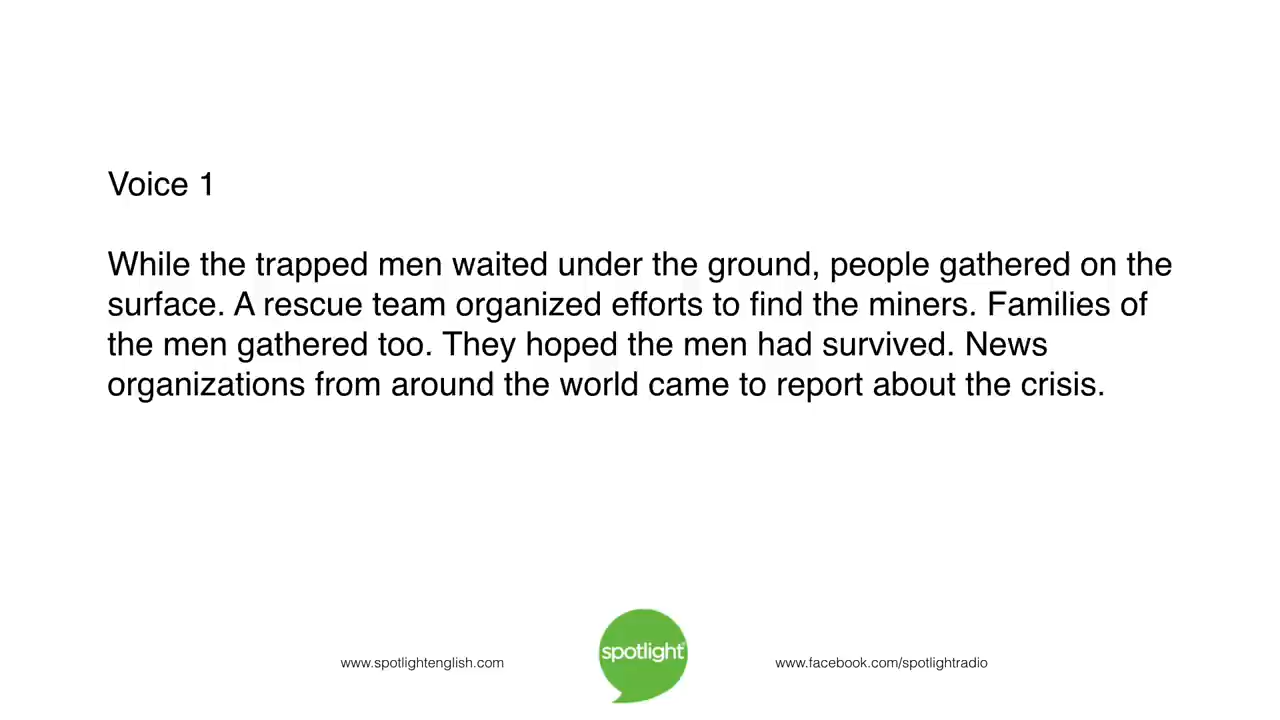 Voice 1
While the trapped men waited under the ground, people gathered on the
surface. A rescue team organized efforts to find the miners. Families of
the men gathered too. They hoped the men had survived. News
organizations from around the world came to report about the crisis.
spotlight
www.spotlightenglish.com
www.facebook.com/spotlightradio